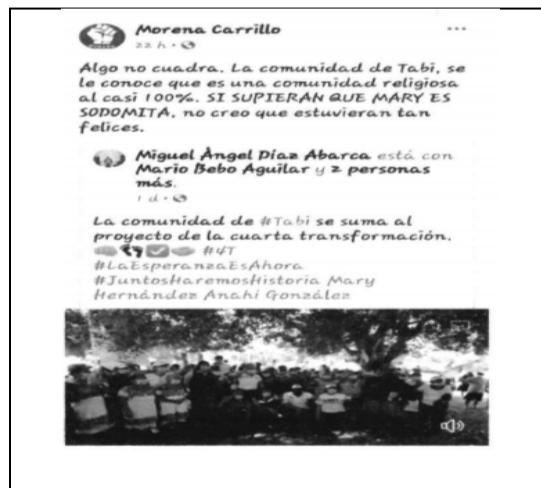 Morena Carrillo
22 h
Algo no cuadra. La comunidad de Tabi, se
le conoce que es una comunidad religiosa
al casi 100%. SI SUPIERAN QUE MARY ES
SODOMITA, no creo que estuvieran tan
felices.
Miguel Ángel Díaz Abarca está con
Mario Bebo Aguilar y 2 personas
más.
1 d
La comunidad de #Tabi se suma al
proyecto de la cuarta transformación.
#4T
#LaEsperanzaEsAhora
#JuntosHaremosHistoria Mary
Hernández Anahi González